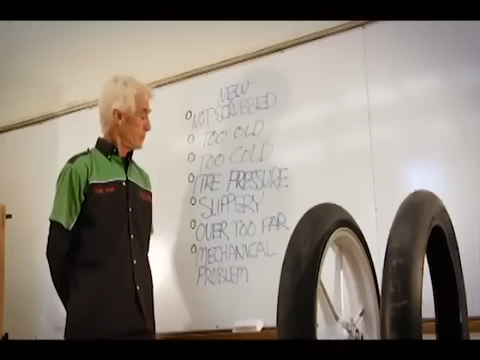 NEW
NOT SCRUBBED
TOO OLD
TOO COLD
TIRE PRESSURE
SLIPPERY
OVER TOO FAR
MECHANICAL
PROBLEM